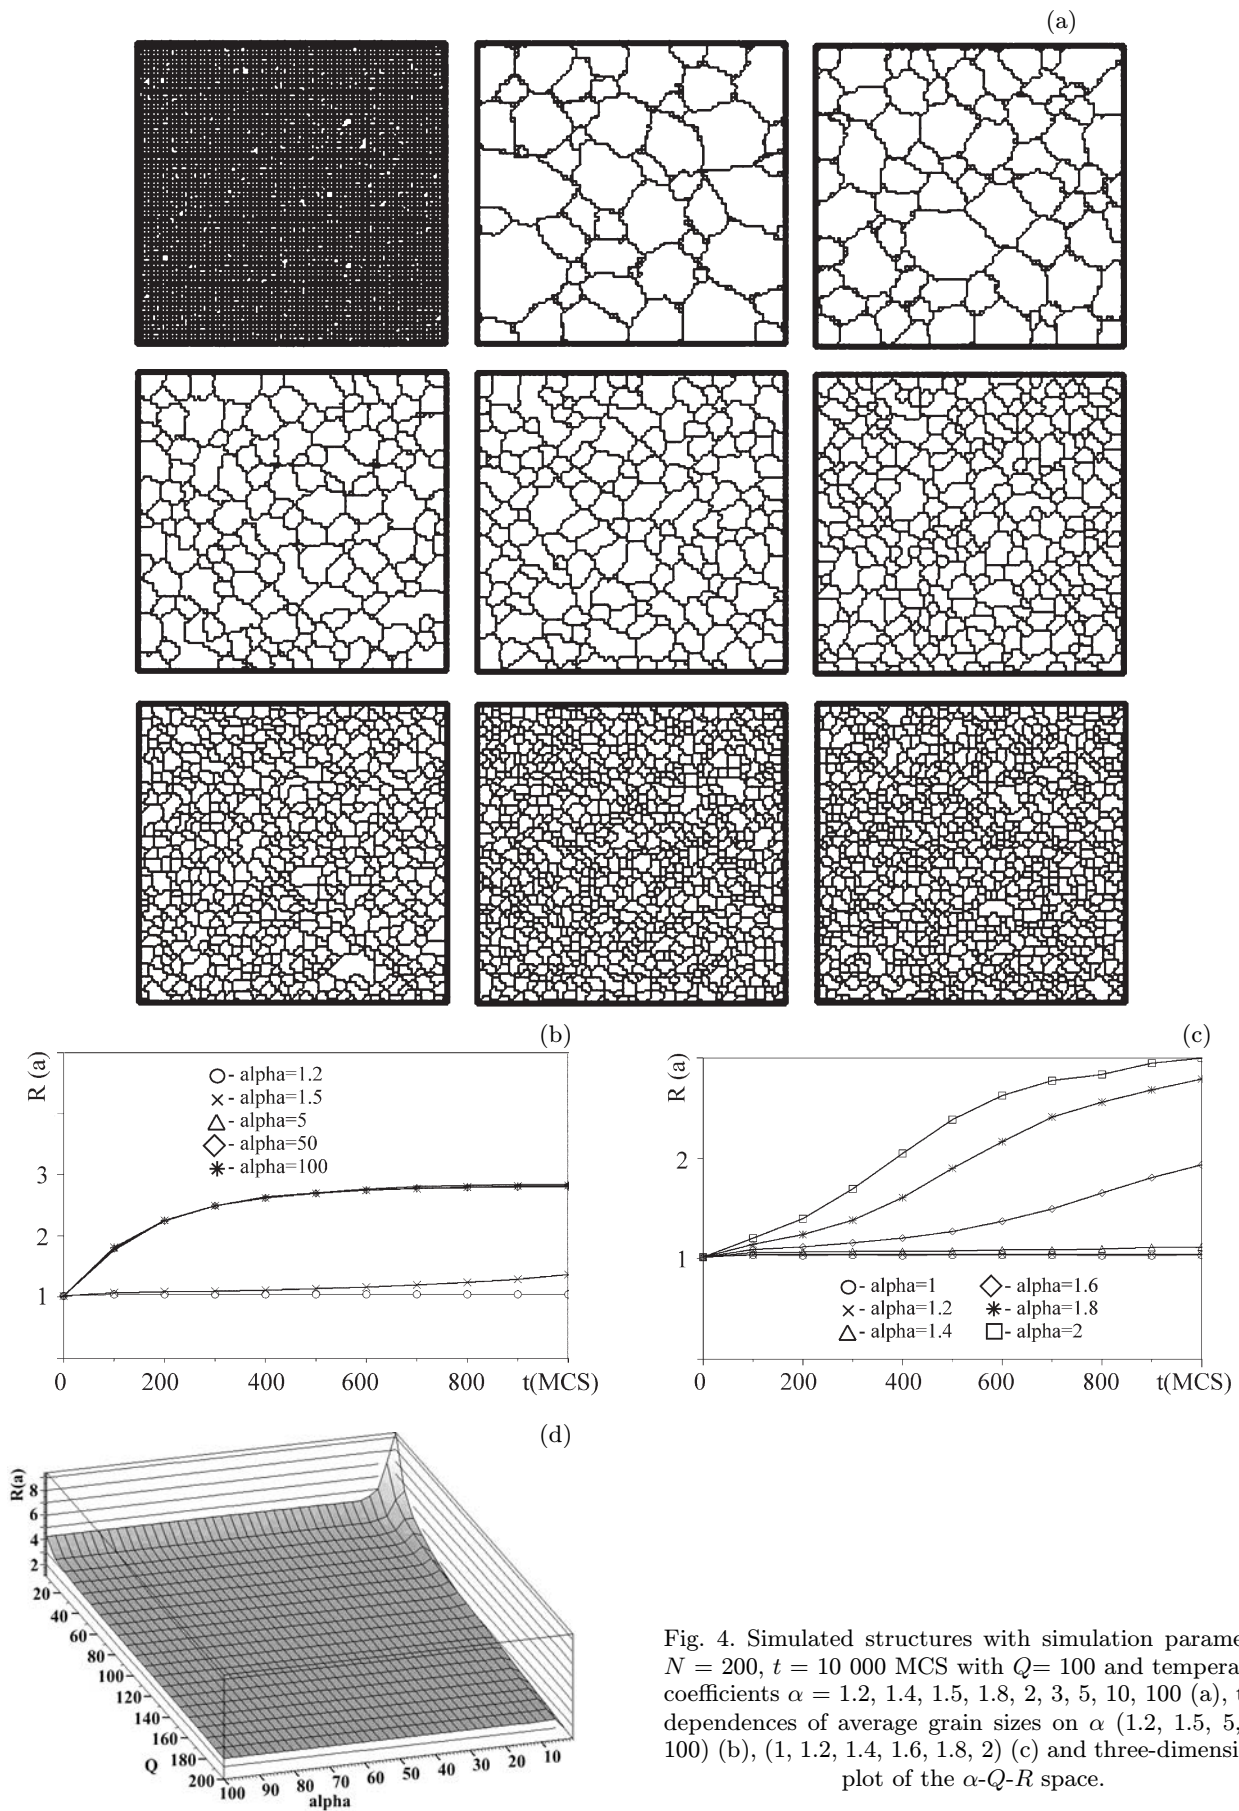 (a)
(b)
R (a)
- alpha=1.2
- alpha=1.5
- alpha=5
- alpha=50
- alpha=100
3
2
1
0 200 400 600 800 t(MCS)
(c)
R (a)
2
1
- alpha=1 - alpha=1.6
- alpha=1.2 - alpha=1.8
- alpha=1.4 - alpha=2
0 200 400 600 800 t(MCS)
(d)
R(a)
8
6
4
2
20
40
60
80
100
120
140
160
180
200
Q
100 90 80 70 60 50 40 30 20 10
alpha
Fig. 4. Simulated structures with simulation parame
N = 200, t = 10 000 MCS with Q= 100 and tempera
coefficients α = 1.2, 1.4, 1.5, 1.8, 2, 3, 5, 10, 100 (a), t
dependences of average grain sizes on α (1.2, 1.5, 5,
100) (b), (1, 1.2, 1.4, 1.6, 1.8, 2) (c) and three-dimensi
plot of the α-Q-R space.